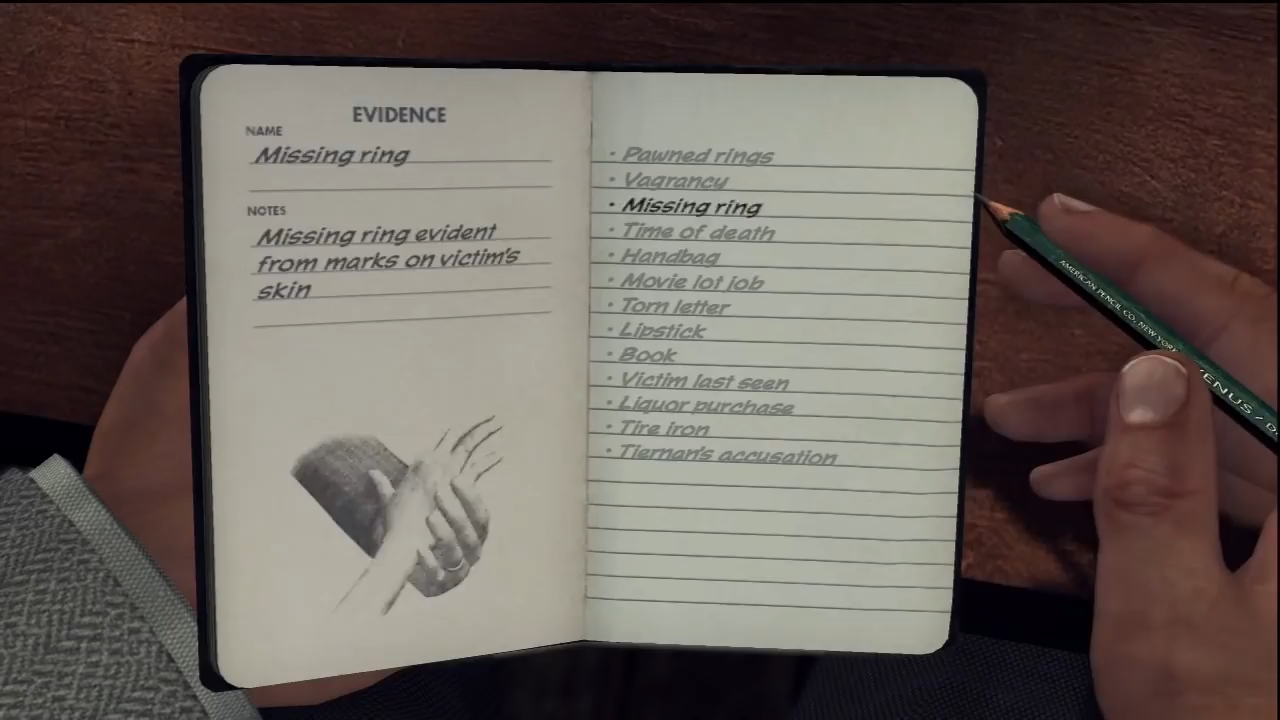 EVIDENCE
NAME
Missing ring
NOTES
Missing ring evident
from marks on victim's
skin
• Pawned rings
• Vagrancy
• Missing ring
• Time of death
• Handbag
• Movie lot job
• Torn letter
• Lipstick
• Book
• Victim last seen
• Liquor purchase
• Tire iron
• Tiernan's accusation
AMERICAN PENCIL CO. NEW YORK
VENUS